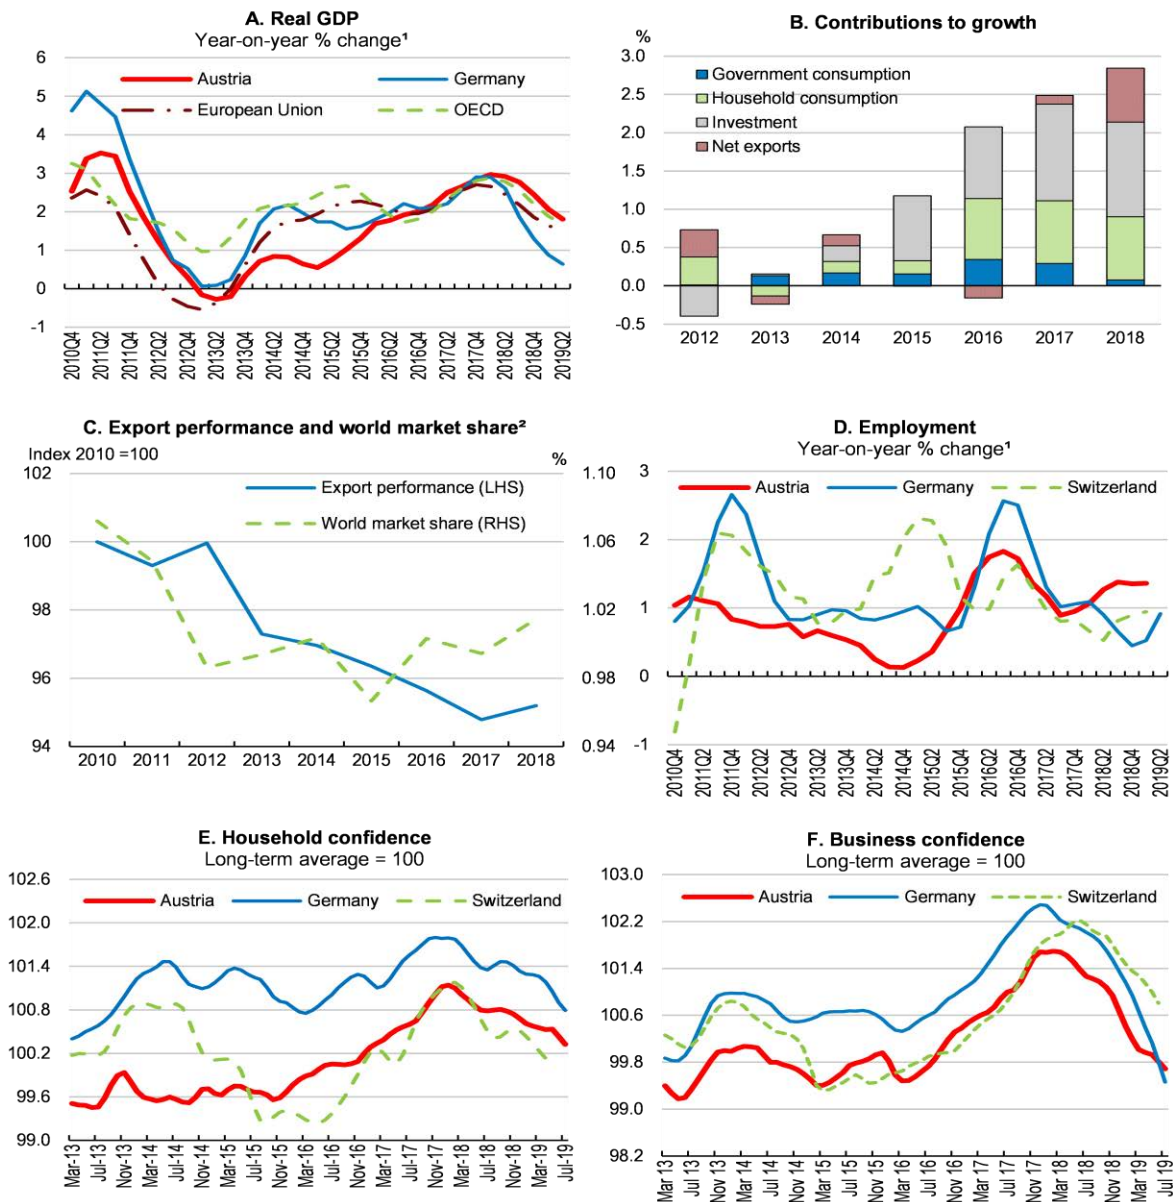 A. Real GDP
Year-on-year % change¹
Austria
Germany
European Union
OECD
6
5
4
3
2
1
0
-1
2010Q4
2011Q2
2011Q4
2012Q2
2012Q4
2013Q2
2013Q4
2014Q2
2014Q4
2015Q2
2015Q4
2016Q2
2016Q4
2017Q2
2017Q4
2018Q2
2018Q4
2019Q2
B. Contributions to growth
%
Government consumption
Household consumption
Investment
Net exports
3.0
2.5
2.0
1.5
1.0
0.5
0.0
-0.5
2012 2013 2014 2015 2016 2017 2018
C. Export performance and world market share²
Index 2010 =100
%
Export performance (LHS)
World market share (RHS)
102
100
98
96
94
1.10
1.06
1.02
0.98
0.94
2010 2011 2012 2013 2014 2015 2016 2017 2018
D. Employment
Year-on-year % change¹
Austria Germany Switzerland
3
2
1
0
-1
2010Q4
2011Q2
2011Q4
2012Q2
2012Q4
2013Q2
2013Q4
2014Q2
2014Q4
2015Q2
2015Q4
2016Q2
2016Q4
2017Q2
2017Q4
2018Q2
2018Q4
2019Q2
E. Household confidence
Long-term average = 100
Austria Germany Switzerland
102.6
102.0
101.4
100.8
100.2
99.6
99.0
Mar-13
Jul-13
Nov-13
Mar-14
Jul-14
Nov-14
Mar-15
Jul-15
Nov-15
Mar-16
Jul-16
Nov-16
Mar-17
Jul-17
Nov-17
Mar-18
Jul-18
Nov-18
Mar-19
Jul-19
F. Business confidence
Long-term average = 100
Austria Germany Switzerland
103.0
102.2
101.4
100.6
99.8
99.0
98.2
Mar 13
Jul 13
Nov 13
Mar 14
Jul 14
Nov 14
Mar 15
Jul 15
Nov 15
Mar 16
Jul 16
Nov 16
Mar 17
Jul 17
Nov 17
Mar 18
Jul 18
Nov 18
Mar 19
Jul19